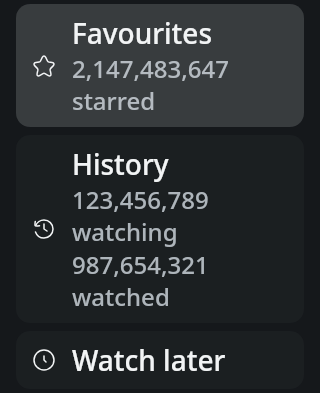 Favourites
2,147,483,647
starred
History
123,456,789
watching
987,654,321
watched
Watch later